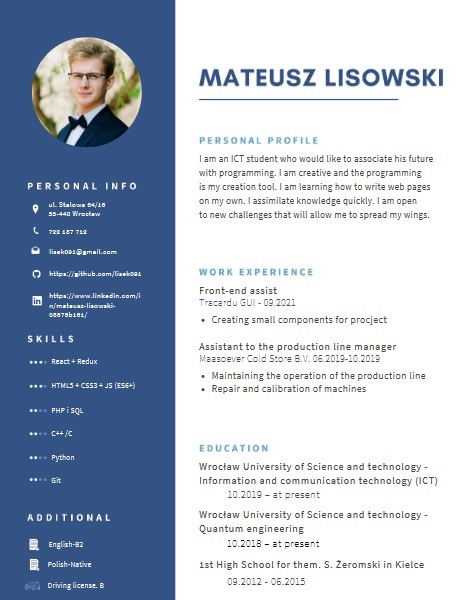 MATEUSZ LISOWSKI
PERSONAL INFO
ul. Stalowa 64/16
53-440 Wrocław
722 187 712
lisek091@gmail.com
https://github.com/lisek091
https://www.linkedin.com/i
n/mateusz-lisowski-
03676b161/
SKILLS
React + Redux
HTML5 + CSS3 + JS (ES6+)
PHP i SQL
C++ /C
Python
Git
ADDITIONAL
English-B2
Polish-Native
Driving license. B
PERSONAL PROFILE
I am an ICT student who would like to associate his future
with programming. I am creative and the programming
is my creation tool. I am learning how to write web pages
on my own. I assimilate knowledge quickly. I am open
to new challenges that will allow me to spread my wings.
WORK EXPERIENCE
Front-end assist
Tracardu GUI - 09.2021
• Creating small components for procject
Assistant to the production line manager
Maasoever Cold Store B.V. 06.2019-10.2019
• Maintaining the operation of the production line
• Repair and calibration of machines
EDUCATION
Wrocław University of Science and technology -
Information and communication technology (ICT)
10.2019 – at present
Wrocław University of Science and technology -
Quantum engineering
10.2018 – at present
1st High School for them. S. Żeromski in Kielce
09.2012 - 06.2015